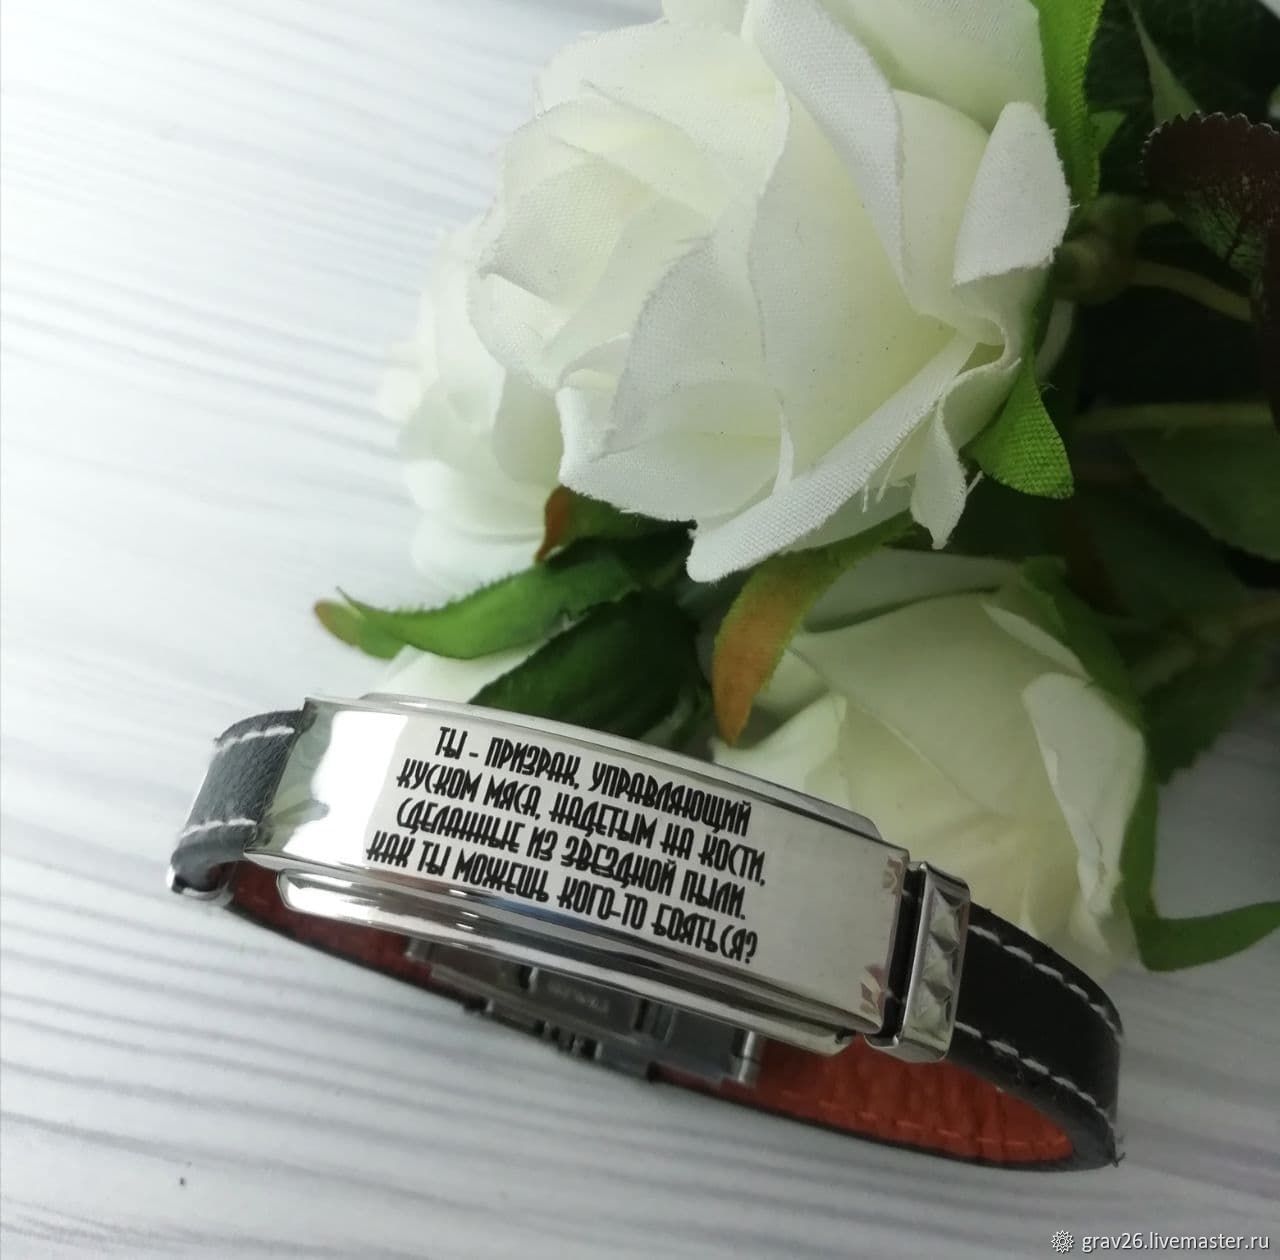 ТЫ - ПРИЗРАК, УПРАВЛЯЮЩИЙ
КУСКОМ МЯСА, НАДЕТЫМ НА КОСТИ,
СДЕЛАННЫЕ ИЗ ЗВЕЗДНОЙ ПЫЛИ.
КАК ТЫ МОЖЕШЬ КОГО-ТО БОЯТЬСЯ?
grav26.livemaster.ru